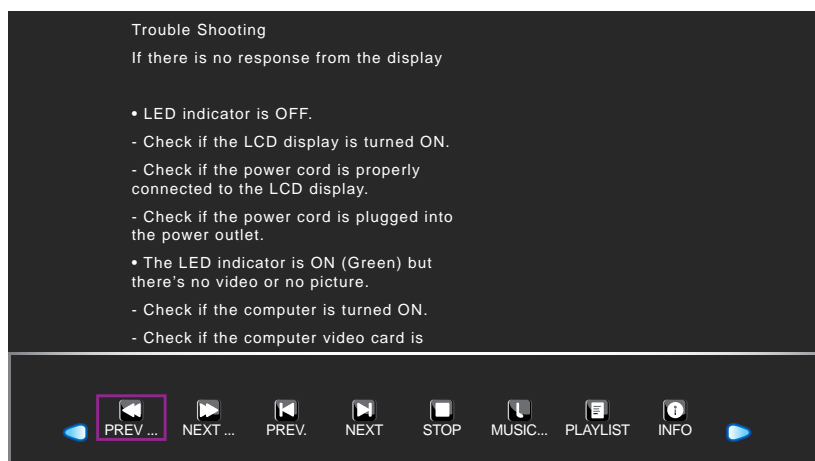 Trouble Shooting
If there is no response from the display
• LED indicator is OFF.
- Check if the LCD display is turned ON.
- Check if the power cord is properly
connected to the LCD display.
- Check if the power cord is plugged into
the power outlet.
• The LED indicator is ON (Green) but
there's no video or no picture.
- Check if the computer is turned ON.
- Check if the computer video card is
PREV ... NEXT ... PREV. NEXT STOP MUSIC... PLAYLIST INFO